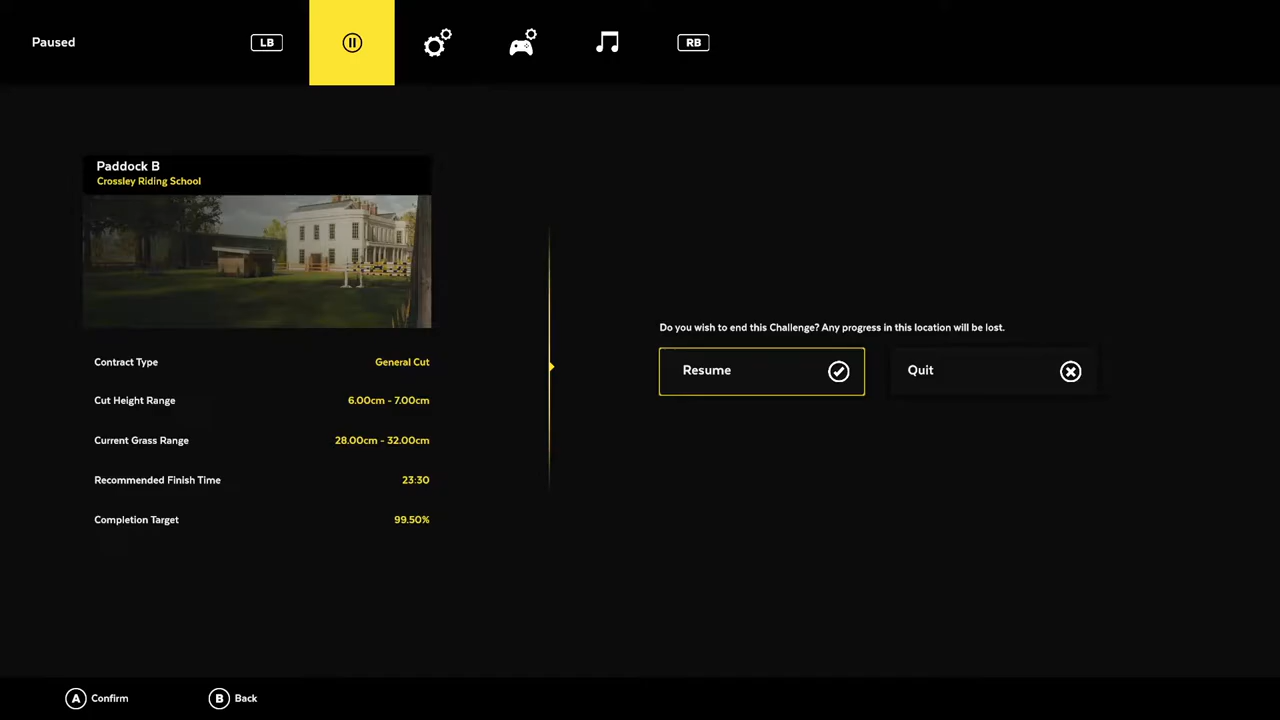 Paused
LB
RB
Paddock B
Crossley Riding School
Contract Type General Cut
Cut Height Range 6.00cm - 7.00cm
Current Grass Range 28.00cm - 32.00cm
Recommended Finish Time 23:30
Completion Target 99.50%
Do you wish to end this Challenge? Any progress in this location will be lost.
Resume
Quit
A Confirm
B Back